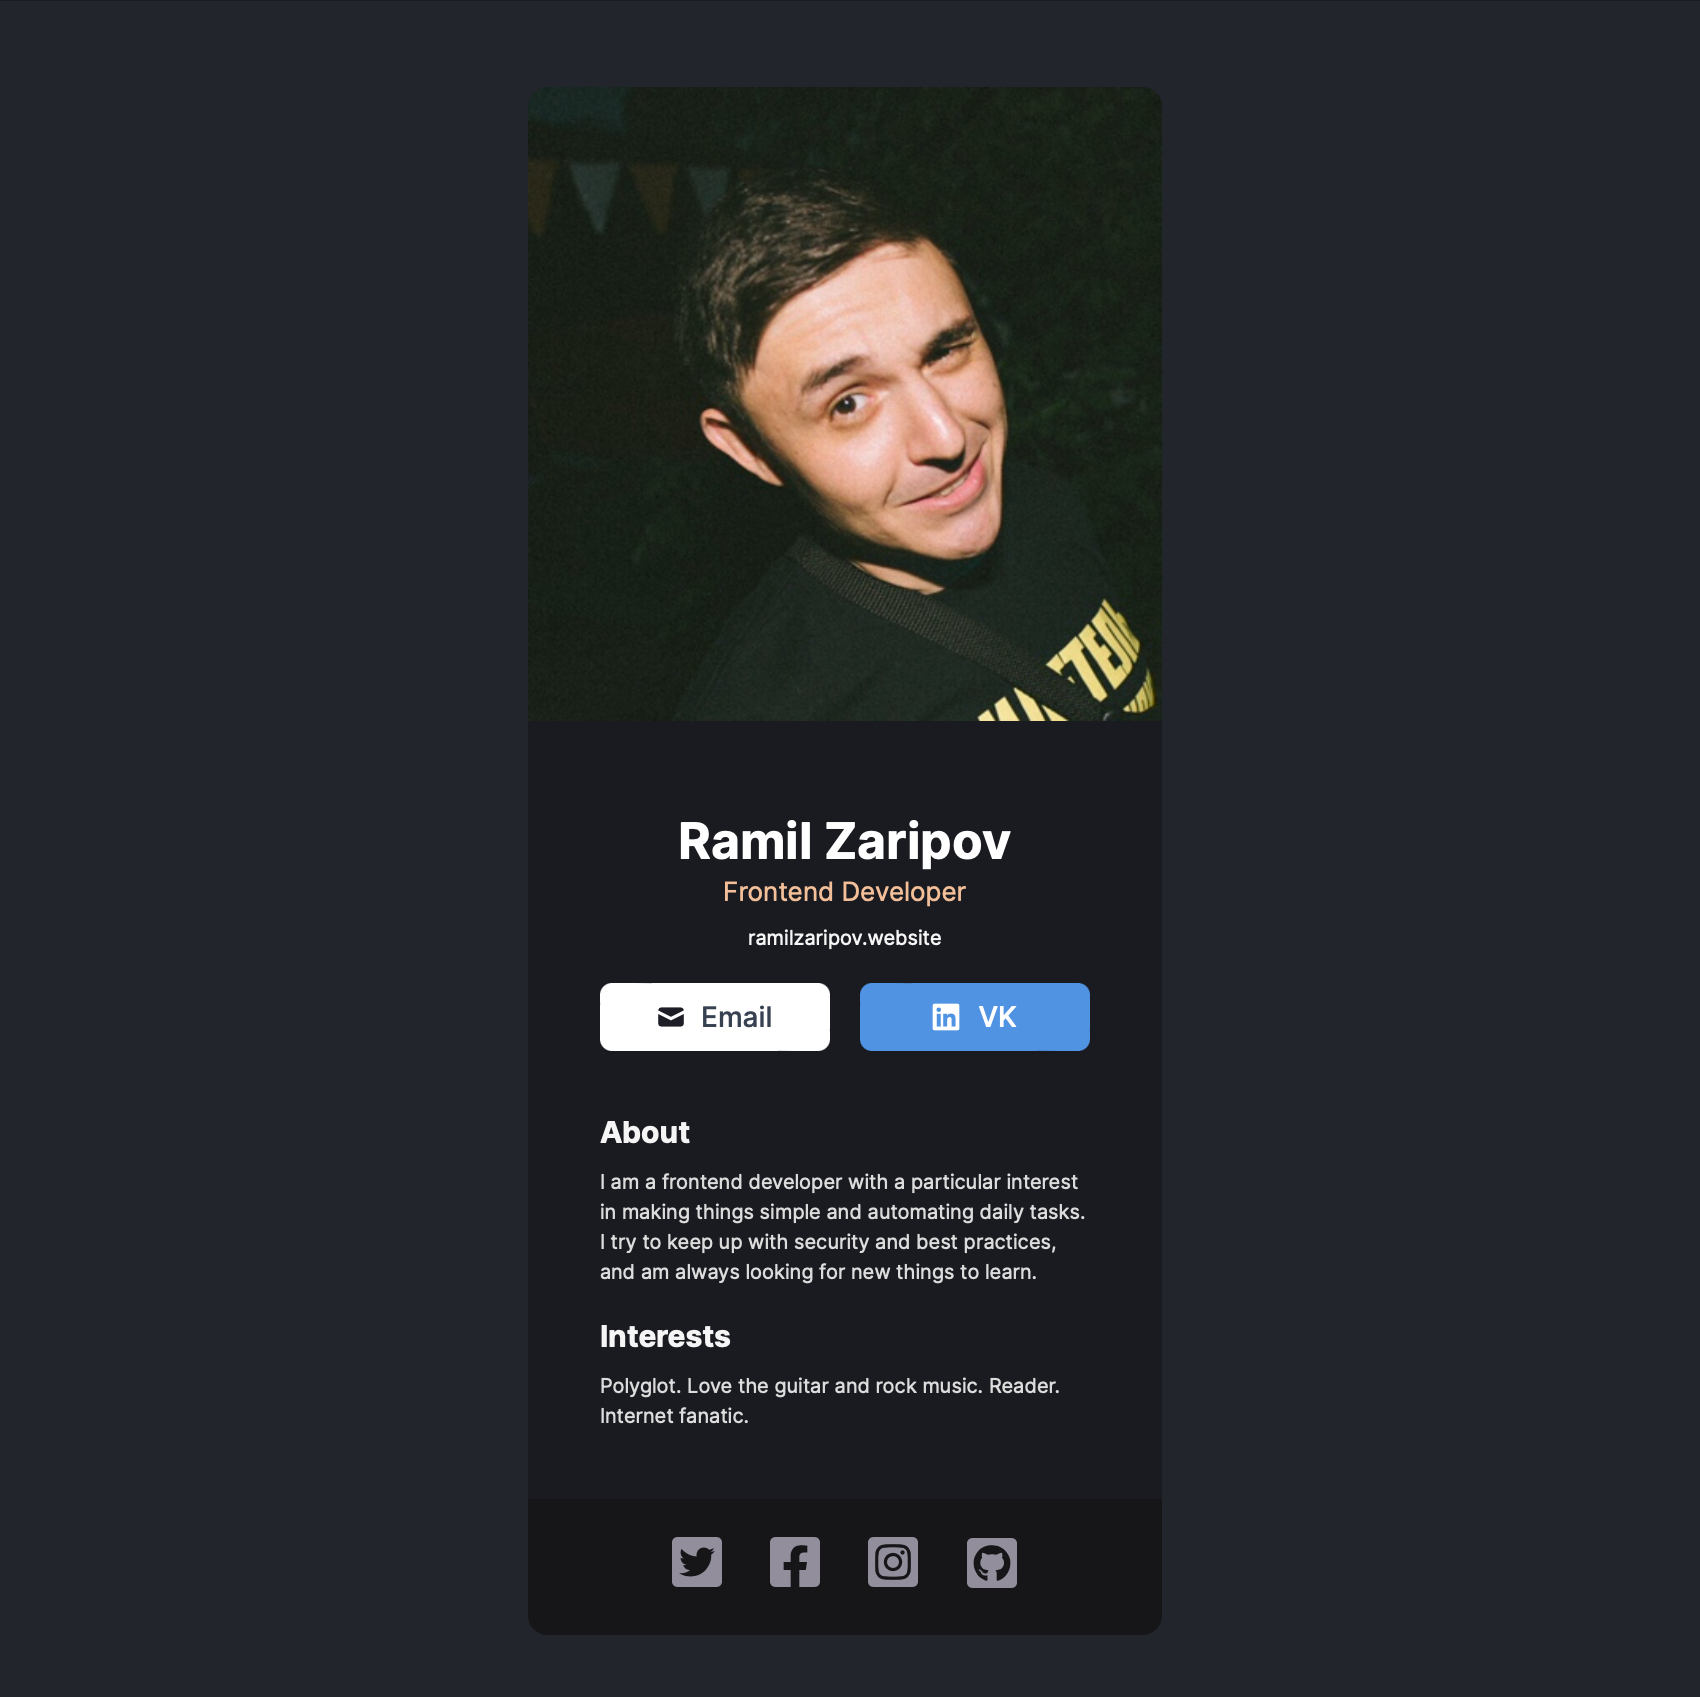 Ramil Zaripov
Frontend Developer
ramilzaripov.website
Email
in VK
About
I am a frontend developer with a particular interest
in making things simple and automating daily tasks.
I try to keep up with security and best practices,
and am always looking for new things to learn.
Interests
Polyglot. Love the guitar and rock music. Reader.
Internet fanatic.